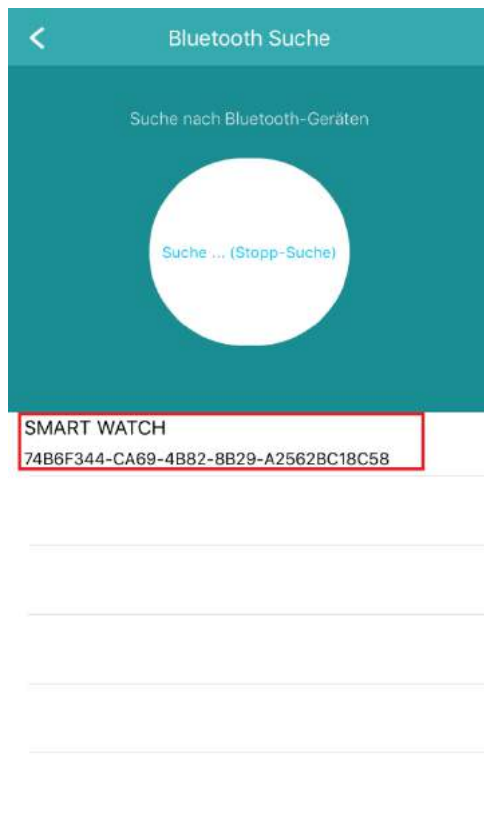 Bluetooth Suche
Suche nach Bluetooth-Geräten
Suche ... (Stopp-Suche)
SMART WATCH
74B6F344-CA69-4B82-8B29-A2562BC18C58